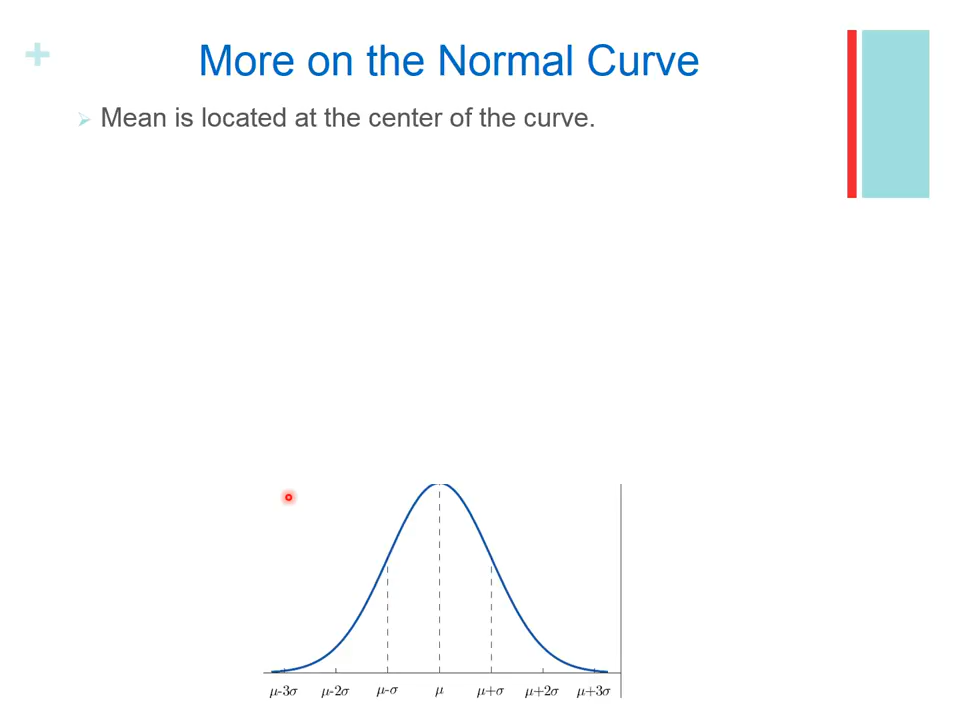 +
More on the Normal Curve
Mean is located at the center of the curve.
μ-3σ μ-2σ μ-σ μ μ+σ μ+2σ μ+3σ